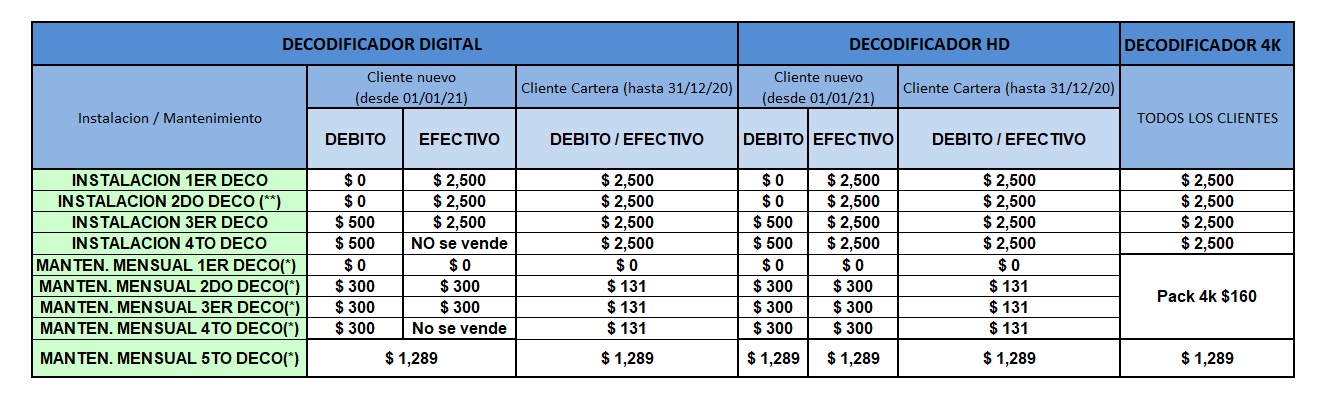 DECODIFICADOR DIGITAL DECODIFICADOR HD DECODIFICADOR 4K
Instalacion / Mantenimiento
Cliente nuevo
(desde 01/01/21)
Cliente Cartera (hasta 31/12/20)
Cliente nuevo
(desde 01/01/21)
Cliente Cartera (hasta 31/12/20)
TODOS LOS CLIENTES
DEBITO EFECTIVO DEBITO / EFECTIVO DEBITO EFECTIVO DEBITO / EFECTIVO
INSTALACION 1ER DECO $ 0 $ 2,500 $ 2,500 $ 0 $ 2,500 $ 2,500 $ 2,500
INSTALACION 2DO DECO (**) $ 0 $ 2,500 $ 2,500 $ 0 $ 2,500 $ 2,500 $ 2,500
INSTALACION 3ER DECO $ 500 $ 2,500 $ 2,500 $ 500 $ 2,500 $ 2,500 $ 2,500
INSTALACION 4TO DECO $ 500 NO se vende $ 2,500 $ 500 $ 2,500 $ 2,500 $ 2,500
MANTEN. MENSUAL 1ER DECO(*) $ 0 $ 0 $ 0 $ 0 $ 0 $ 0
MANTEN. MENSUAL 2DO DECO(*) $ 300 $ 300 $ 131 $ 300 $ 300 $ 131
Pack 4k $160
MANTEN. MENSUAL 3ER DECO(*) $ 300 $ 300 $ 131 $ 300 $ 300 $ 131
MANTEN. MENSUAL 4TO DECO(*) $ 300 No se vende $ 131 $ 300 $ 300 $ 131
MANTEN. MENSUAL 5TO DECO(*) $ 1,289 $ 1,289 $ 1,289 $ 1,289 $ 1,289 $ 1,289